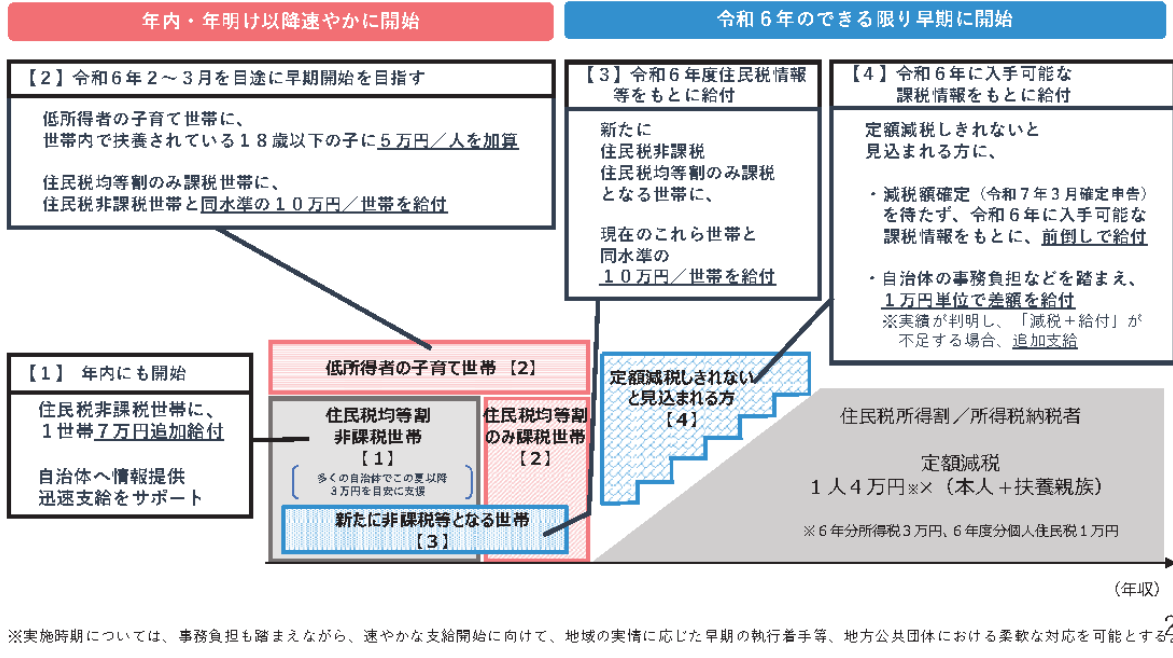 年内・年明け以降速やかに開始
令和６年のできる限り早期に開始
【２】令和６年２～３月を目途に早期開始を目指す
低所得者の子育て世帯に、
世帯内で扶養されている１８歳以下の子に５万円／人を加算
住民税均等割のみ課税世帯に、
住民税非課税世帯と同水準の１０万円／世帯を給付
【３】令和６年度住民税情報
等をもとに給付
新たに
住民税非課税
住民税均等割のみ課税
となる世帯に、
現在のこれら世帯と
同水準の
１０万円／世帯を給付
【４】令和６年に入手可能な
課税情報をもとに給付
定額減税しきれないと
見込まれる方に、
・減税額確定（令和７年３月確定申告）
を待たず、令和６年に入手可能な
課税情報をもとに、前倒しで給付
・自治体の事務負担などを踏まえ、
１万円単位で差額を給付
※実績が判明し、「減税＋給付」が
不足する場合、追加支給
【１】 年内にも開始
住民税非課税世帯に、
１世帯７万円追加給付
自治体へ情報提供
迅速支給をサポート
低所得者の子育て世帯【２】
住民税均等割
非課税世帯
【１】
多くの自治体でこの夏以降
３万円を目安に支援
住民税均等割
のみ課税世帯
【２】
新たに非課税等となる世帯
【３】
定額減税しきれない
と見込まれる方
【４】
住民税所得割／所得税納税者
定額減税
１人４万円※×（本人＋扶養親族）
※６年分所得税３万円、６年度分個人住民税１万円
（年収）
※実施時期については、事務負担も踏まえながら、速やかな支給開始に向けて、地域の実情に応じた早期の執行着手等、地方公共団体における柔軟な対応を可能とする。
2